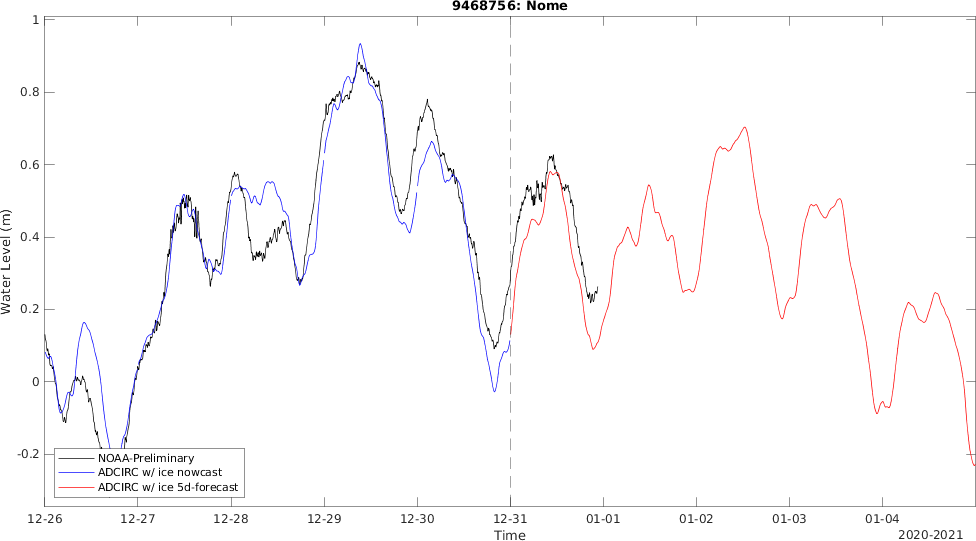 9468756: Nome
1
0.8
0.6
0.4
0.2
0
-0.2
Water Level (m)
NOAA-Preliminary
ADCIRC w/ ice nowcast
ADCIRC w/ ice 5d-forecast
12-26 12-27 12-28 12-29 12-30 12-31 01-01 01-02 01-03 01-04
Time
2020-2021